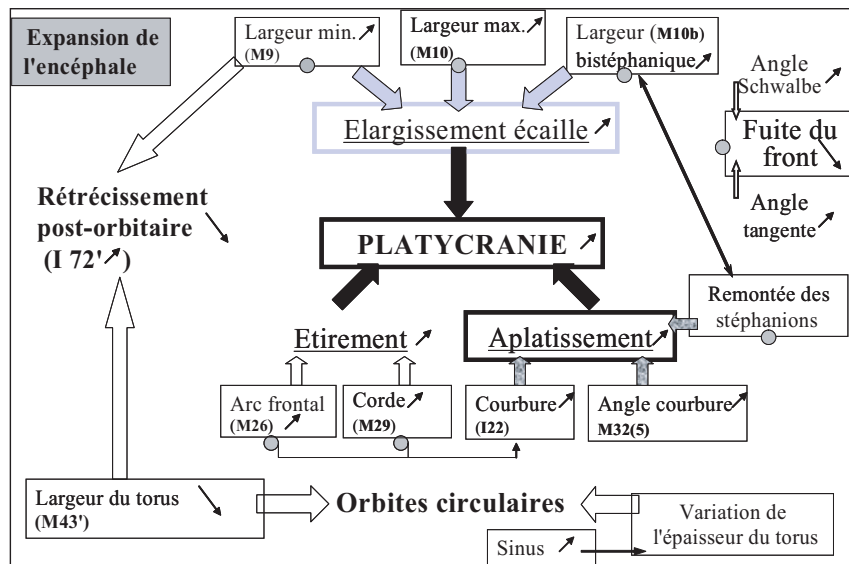 Expansion de
l'encéphale
Largeur min.
(M9)
Largeur max.
(M10)
Largeur (M10b)
bistéphanique
Angle
Schwalbe
Elargissement écaille
Fuite du
front
Rétrécissement
post-orbitaire
(I 72' )
Angle
tangente
PLATYCRANIE
Remontée des
stéphanions
Etirement
Aplatissement
Arc frontal
(M26)
Corde
(M29)
Courbure
(I22)
Angle courbure
M32(5)
Largeur du torus
(M43')
Orbites circulaires
Variation de
l'épaisseur du torus
Sinus